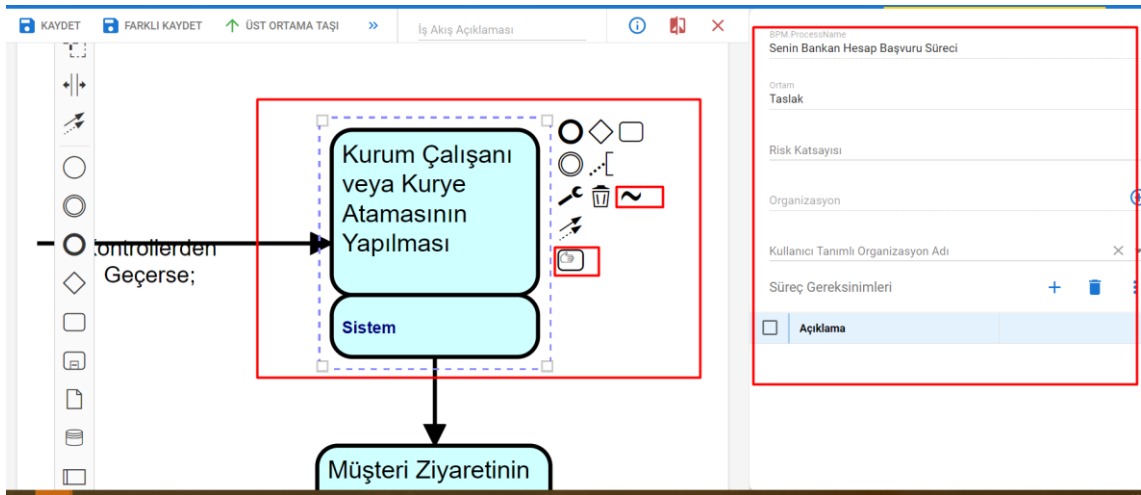 KAYDET
FARKLI KAYDET
ÜST ORTAMA TAŞI
»
İş Akış Açıklaması
BPM.ProcessName
Senin Bankan Hesap Başvuru Süreci
Ortam
Taslak
Risk Katsayısı
Organizasyon
Kullanıcı Tanımlı Organizasyon Adı
Süreç Gereksinimleri
Açıklama
Kurum Çalışanı
veya Kurye
Atamasının
Yapılması
Sistem
ontrollerden
Geçerse;
Müşteri Ziyaretinin